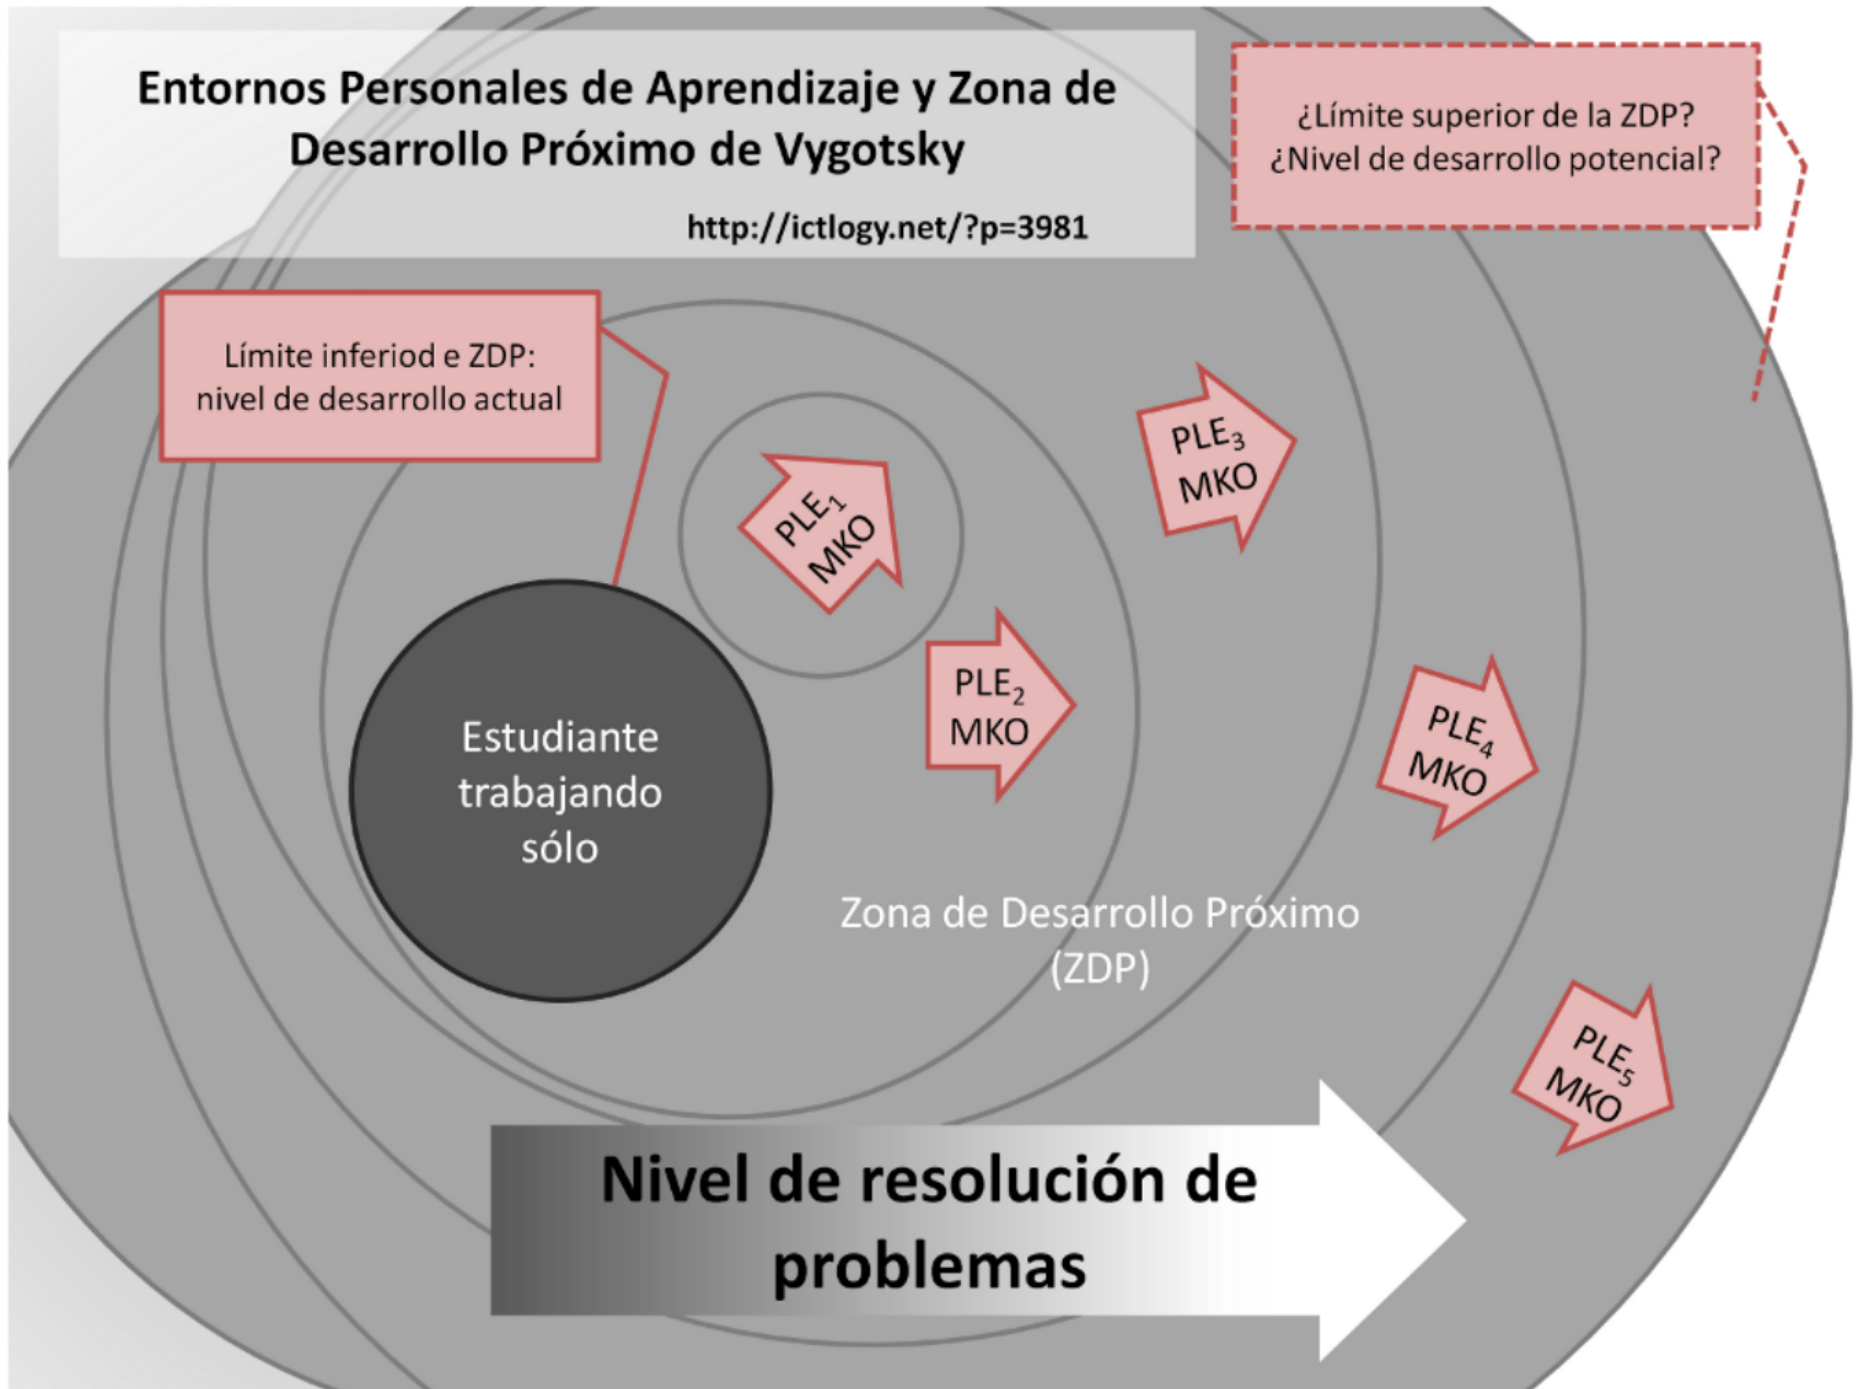 Entornos Personales de Aprendizaje y Zona de
Desarrollo Próximo de Vygotsky
http://ictlogy.net/?p=3981
¿Límite superior de la ZDP?
¿Nivel de desarrollo potencial?
Límite inferiod e ZDP:
nivel de desarrollo actual
PLE₁
MKO
PLE₂
MKO
PLE₃
MKO
PLE₄
MKO
PLE₅
MKO
Estudiante
trabajando
sólo
Zona de Desarrollo Próximo
(ZDP)
Nivel de resolución de
problemas